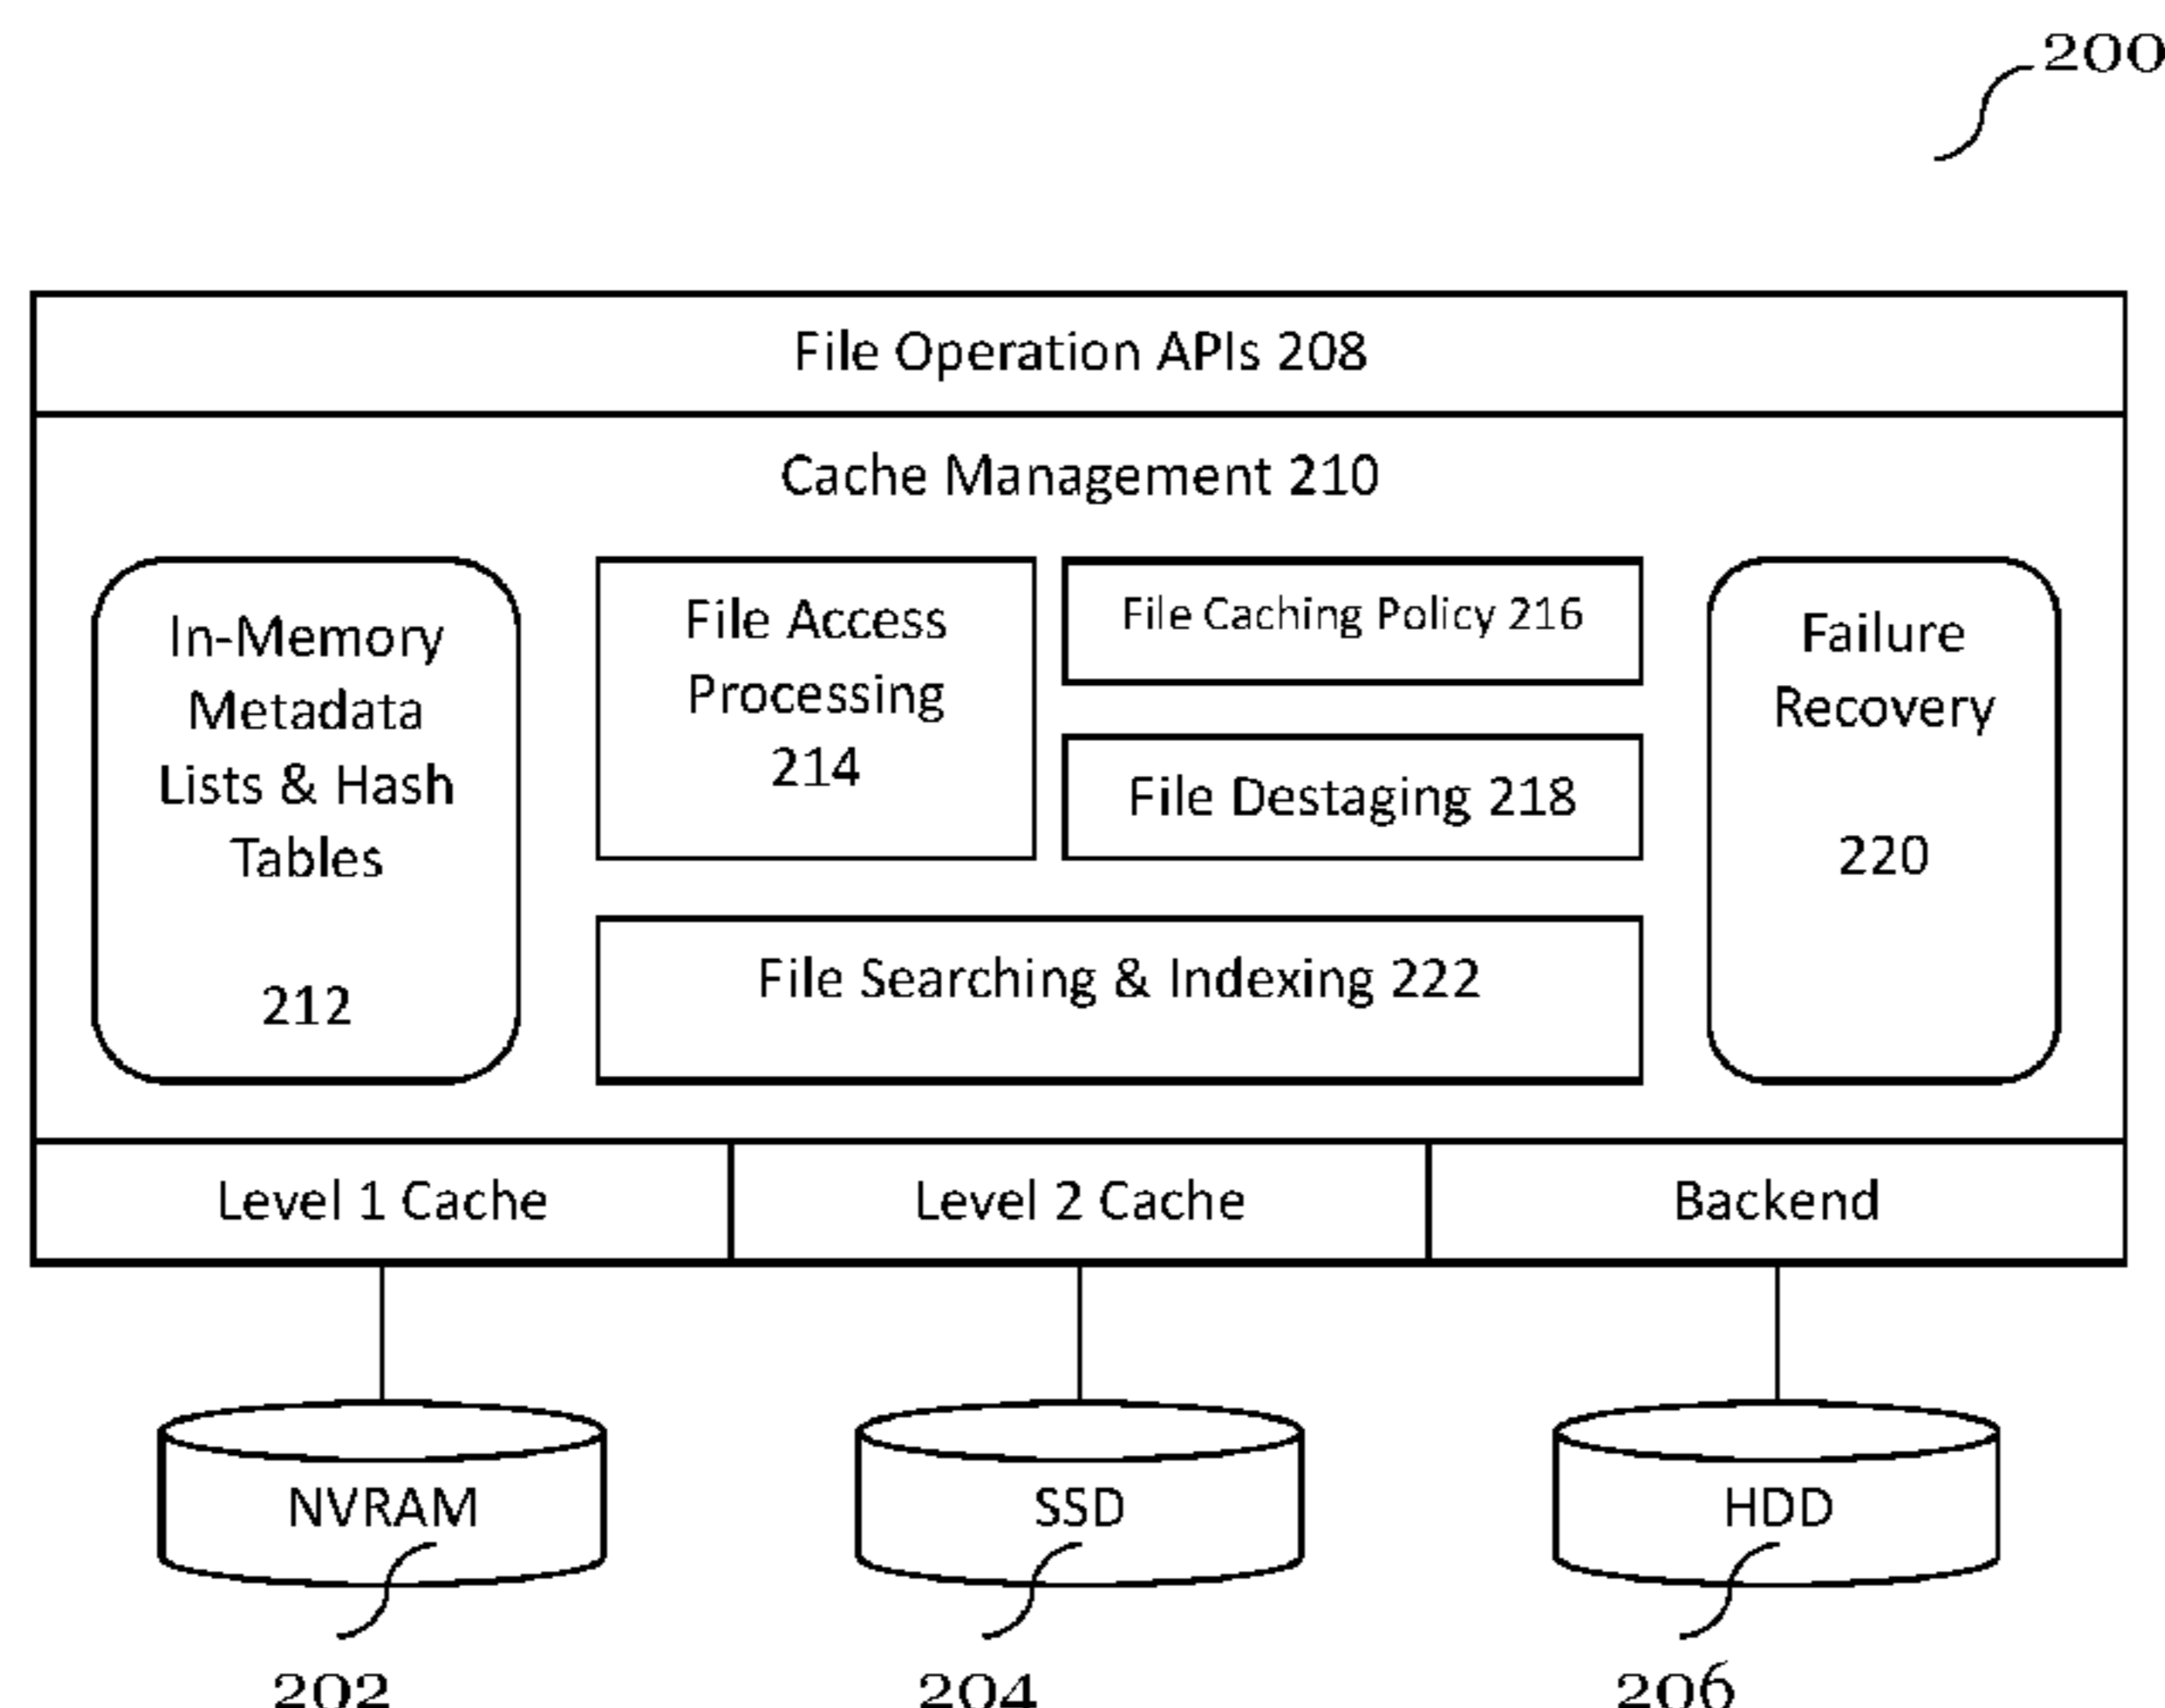 200
File Operation APIs 208
Cache Management 210
In-Memory
Metadata
Lists & Hash
Tables
212
File Access
Processing
214
File Caching Policy 216
File Destaging 218
File Searching & Indexing 222
Failure
Recovery
220
Level 1 Cache
Level 2 Cache
Backend
NVRAM
SSD
HDD
202
204
206